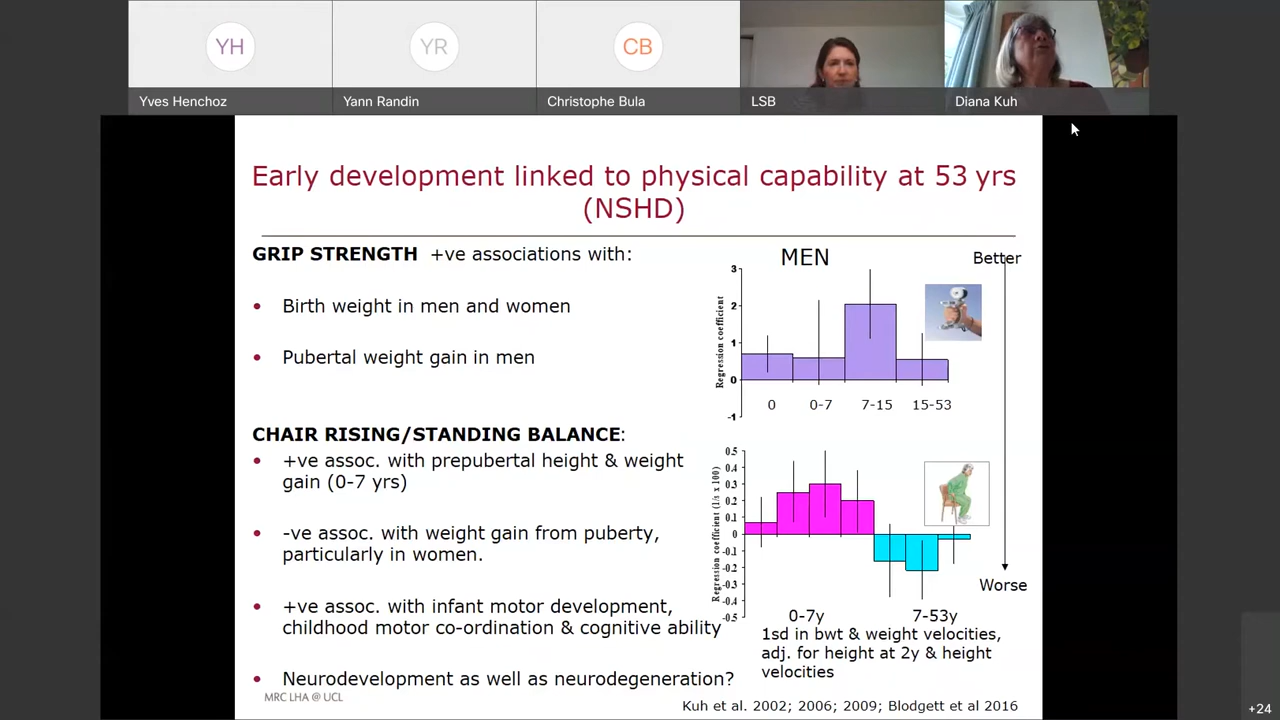 YH
YR
CB
Yves Henchoz
Yann Randin
Christophe Bula
LSB
Diana Kuh
Early development linked to physical capability at 53 yrs
(NSHD)
GRIP STRENGTH +ve associations with:
• Birth weight in men and women
• Pubertal weight gain in men
CHAIR RISING/STANDING BALANCE:
• +ve assoc. with prepubertal height & weight
gain (0-7 yrs)
• -ve assoc. with weight gain from puberty,
particularly in women.
• +ve assoc. with infant motor development,
childhood motor co-ordination & cognitive ability
• Neurodevelopment as well as neurodegeneration?
MRC LHA @ UCL
MEN
Better
Regression coefficient
3
2
1
0
-1
0 0-7 7-15 15-53
Regression coefficient (1/s x 100)
0.5
0.4
0.3
0.2
0.1
0
-0.1
-0.2
-0.3
-0.4
-0.5
Worse
0-7y 7-53y
1sd in bwt & weight velocities,
adj. for height at 2y & height
velocities
Kuh et al. 2002; 2006; 2009; Blodgett et al 2016
+24